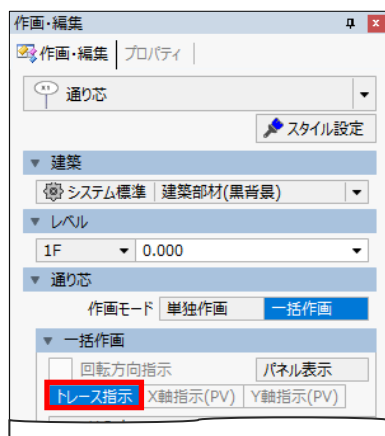 作画・編集
作画・編集 プロパティ
X1 通り芯
スタイル設定
建築
システム標準 建築部材(黒背景)
レベル
1F 0.000
通り芯
作画モード 単独作画 一括作画
一括作画
回転方向指示 パネル表示
トレース指示 X軸指示(PV) Y軸指示(PV)